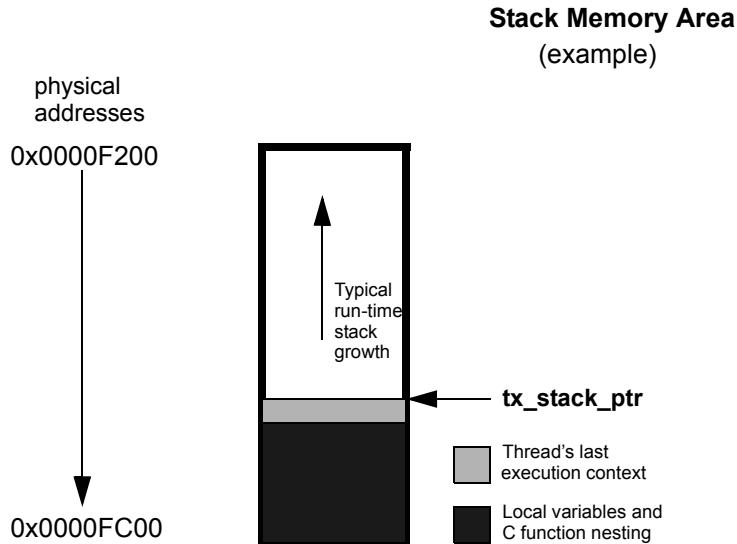 Stack Memory Area
(example)
physical
addresses
0x0000F200
Typical
run-time
stack
growth
tx_stack_ptr
Thread's last
execution context
Local variables and
C function nesting
0x0000FC00